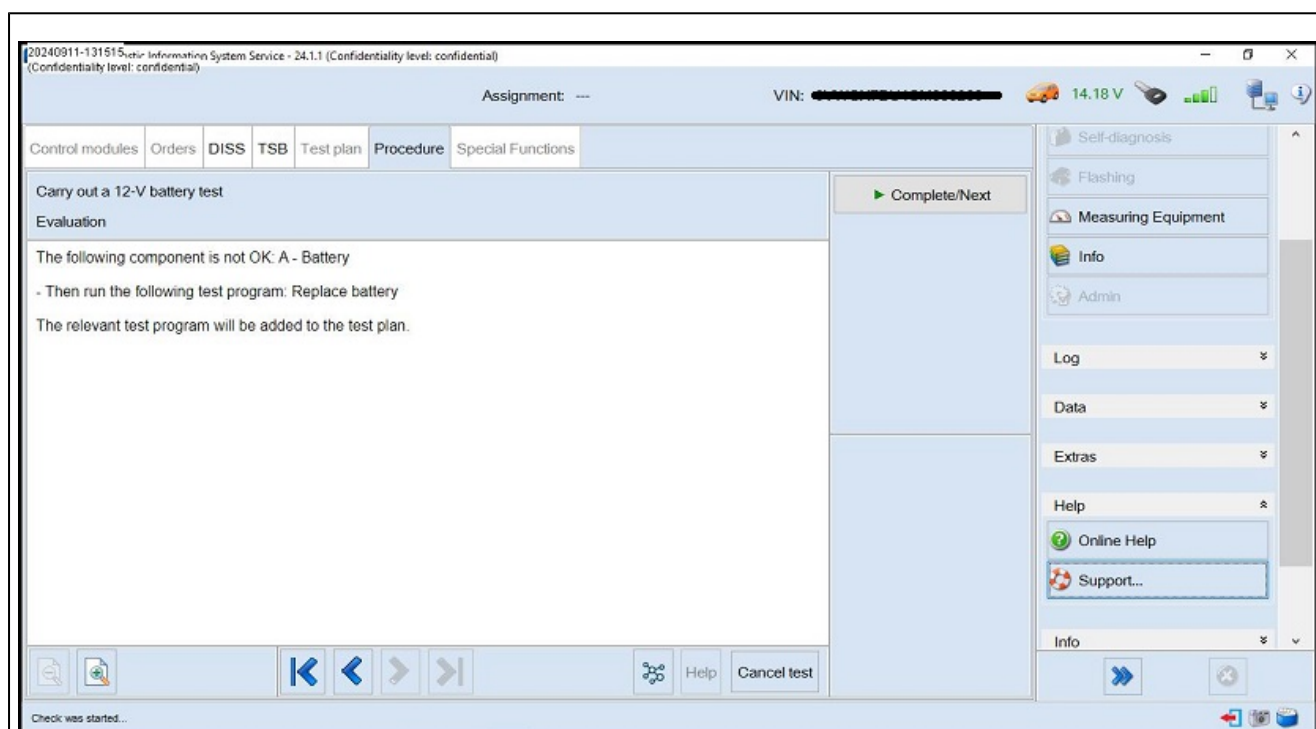 20240911-131515 stic Information System Service - 24.1.1 (Confidentiality level: confidential)
(Confidentiality level: confidential)
Assignment: ---
VIN:
14.18 V
Control modules Orders DISS TSB Test plan Procedure Special Functions
Carry out a 12-V battery test
Evaluation
The following component is not OK: A - Battery
- Then run the following test program: Replace battery
The relevant test program will be added to the test plan.
Complete/Next
Self-diagnosis
Flashing
Measuring Equipment
Info
Admin
Log
Data
Extras
Help
Online Help
Support...
Info
Help
Cancel test
Check was started...